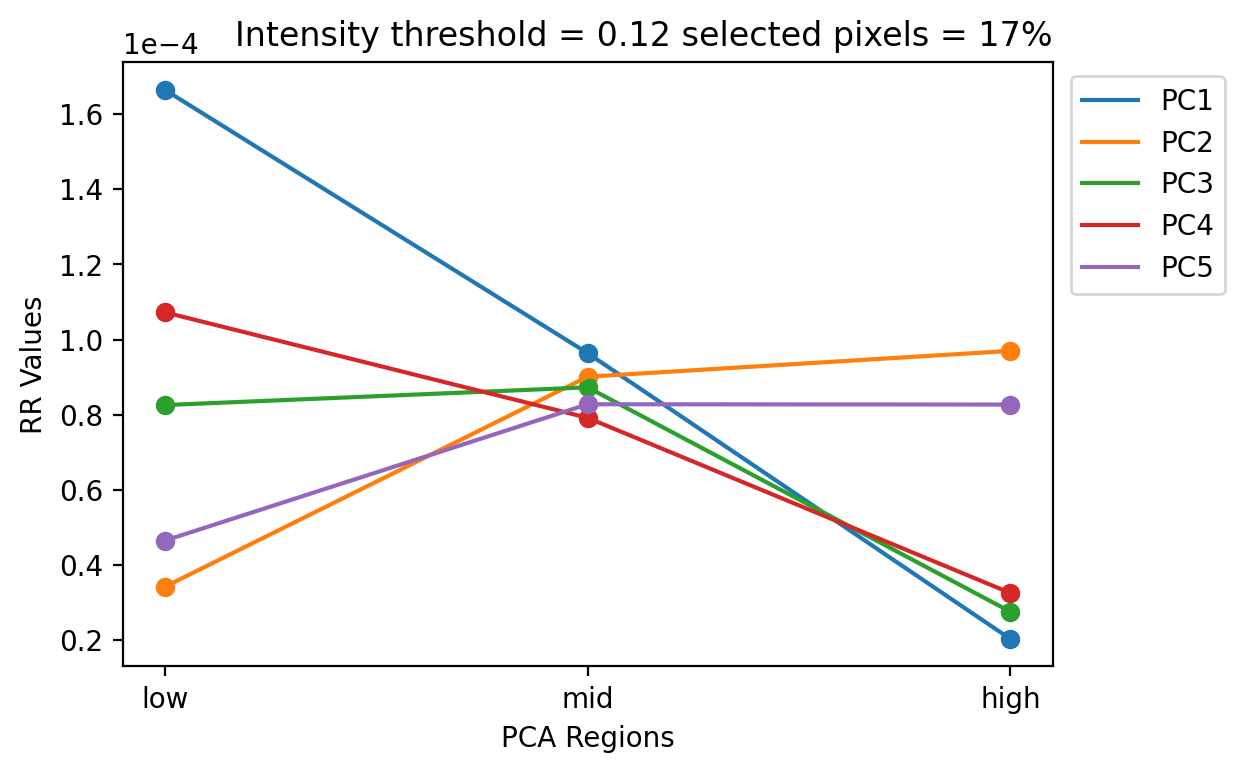 Intensity threshold = 0.12 selected pixels = 17%
1e−4
1.6
1.4
1.2
1.0
0.8
0.6
0.4
0.2
RR Values
low
mid
high
PCA Regions
PC1
PC2
PC3
PC4
PC5